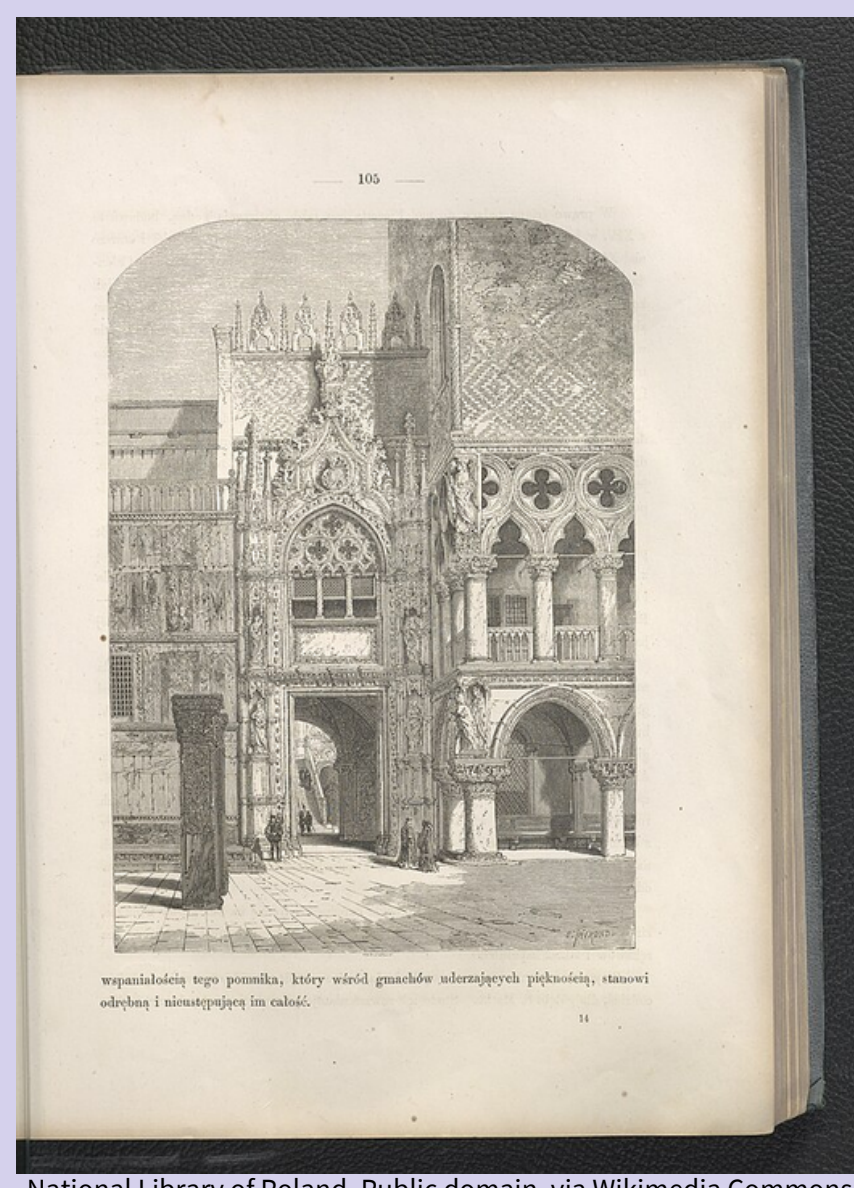 105
wspaniałością tego pomnika, który wśród gmachów uderzających pięknością, stanowi
odrębną i nieustępującą im całość.
14
National Library of Poland, Public domain, via Wikimedia Commons